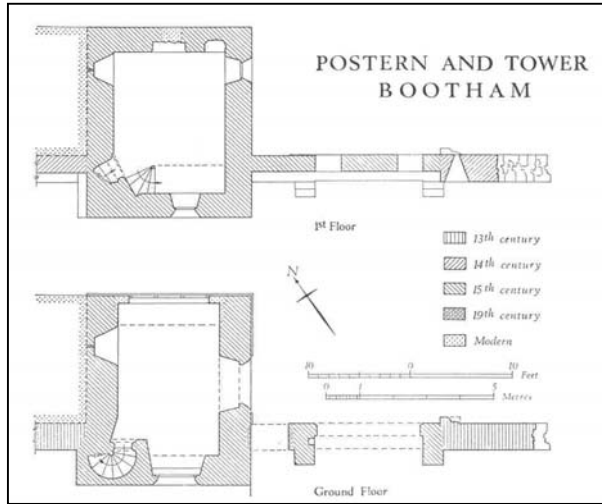 POSTERN AND TOWER
BOOTHAM
1st Floor
13th century
14th century
15th century
19th century
Modern
N
10 0 10
Feet
0 1 5
Metres
Ground Floor